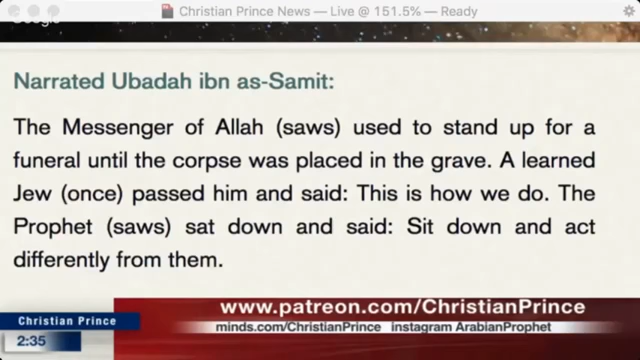 Christian Prince News — Live @ 151.5% — Ready
Narrated Ubadah ibn as-Samit:
The Messenger of Allah (saws) used to stand up for a
funeral until the corpse was placed in the grave. A learned
Jew (once) passed him and said: This is how we do. The
Prophet (saws) sat down and said: Sit down and act
differently from them.
www.patreon.com/ChristianPrince
Christian Prince
minds.com/ChristianPrince instagram ArabianProphet
2:35